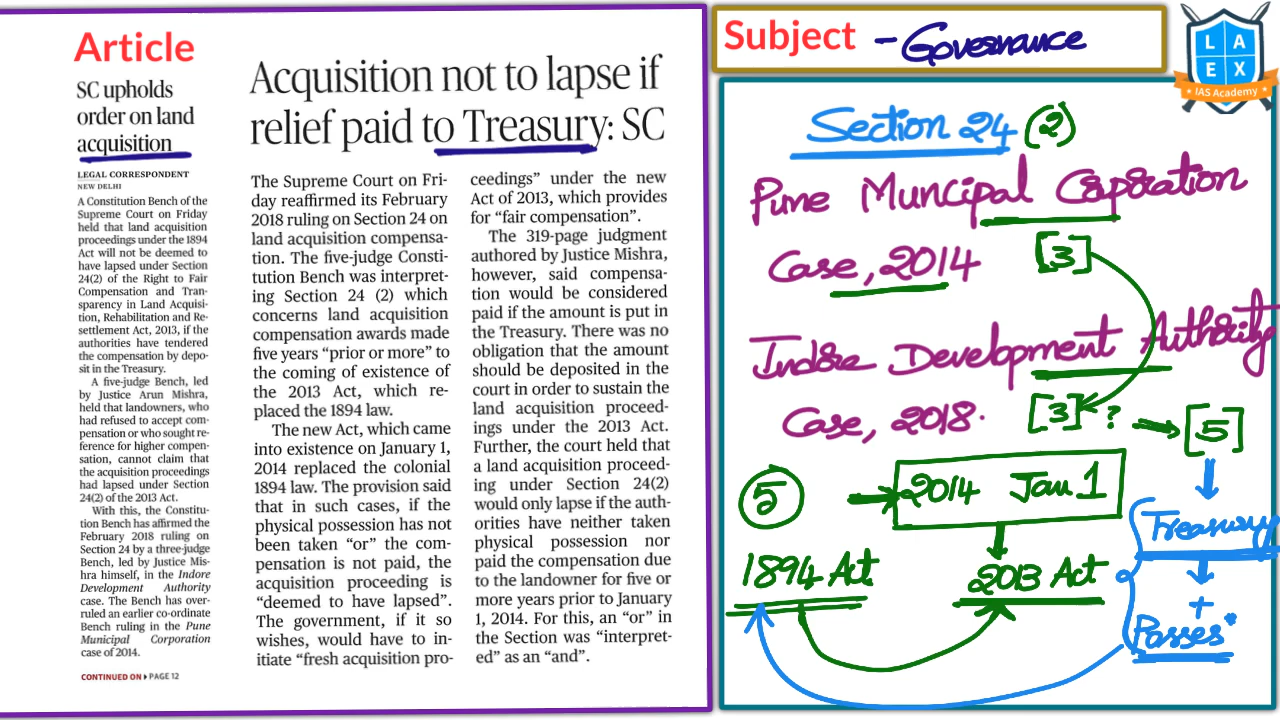 Article
SC upholds
order on land
acquisition
LEGAL CORRESPONDENT
NEW DELHI
A Constitution Bench of the
Supreme Court on Friday
held that land acquisition
proceedings under the 1894
Act will not be deemed to
have lapsed under Section
24(2) of the Right to Fair
Compensation and Tran-
sparency in Land Acquisi-
tion, Rehabilitation and Re-
settlement Act, 2013, if the
authorities have tendered
the compensation by depo-
sit in the Treasury.
A five-judge Bench, led
by Justice Arun Mishra,
held that landowners, who
had refused to accept com-
pensation or who sought re-
ference for higher compen-
sation, cannot claim that
the acquisition proceedings
had lapsed under Section
24(2) of the 2013 Act.
With this, the Constitu-
tion Bench has affirmed the
February 2018 ruling on
Section 24 by a three-judge
Bench, led by Justice Mis-
hra himself, in the Indore
Development Authority
case. The Bench has over-
ruled an earlier co-ordinate
Bench ruling in the Pune
Municipal Corporation
case of 2014.
CONTINUED ON ▸ PAGE 12
Acquisition not to lapse if
relief paid to Treasury: SC
The Supreme Court on Fri-
day reaffirmed its February
2018 ruling on Section 24 on
land acquisition compensa-
tion. The five-judge Consti-
tution Bench was interpret-
ing Section 24 (2) which
concerns land acquisition
compensation awards made
five years “prior or more” to
the coming of existence of
the 2013 Act, which re-
placed the 1894 law.
The new Act, which came
into existence on January 1,
2014 replaced the colonial
1894 law. The provision said
that in such cases, if the
physical possession has not
been taken “or” the com-
pensation is not paid, the
acquisition proceeding is
“deemed to have lapsed”.
The government, if it so
wishes, would have to in-
itiate “fresh acquisition pro-
ceedings” under the new
Act of 2013, which provides
for “fair compensation”.
The 319-page judgment
authored by Justice Mishra,
however, said compensa-
tion would be considered
paid if the amount is put in
the Treasury. There was no
obligation that the amount
should be deposited in the
court in order to sustain the
land acquisition proceed-
ings under the 2013 Act.
Further, the court held that
a land acquisition proceed-
ing under Section 24(2)
would only lapse if the auth-
orities have neither taken
physical possession nor
paid the compensation due
to the landowner for five or
more years prior to January
1, 2014. For this, an “or” in
the Section was “interpret-
ed” as an “and”.
Subject - Governance
L A
E X
IAS Academy
Section 24 (2)
Pune Muncipal Corporation
Case, 2014 [3]
Indore Development Authority
Case, 2018. [3] ? → [5]
5 → 2014 Jan 1
Treasury
1894 Act 2013 Act
+
Posses*